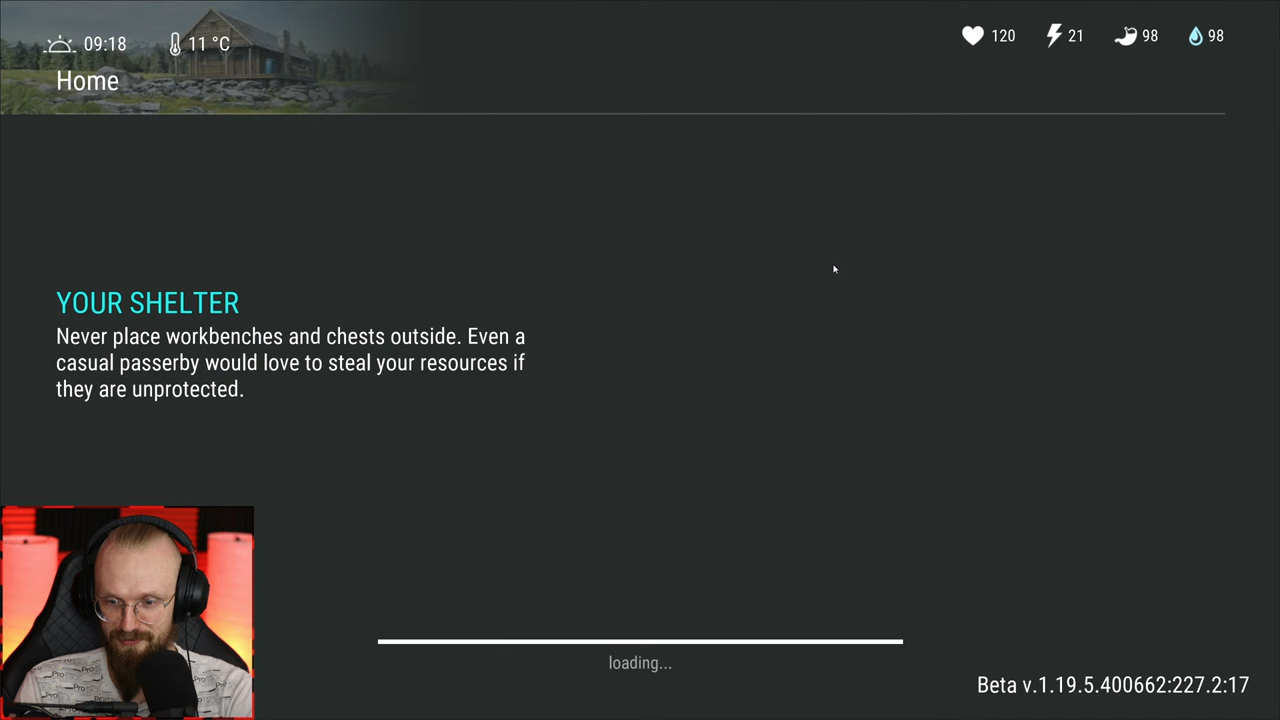 09:18
11 °C
120
21
98
98
Home
YOUR SHELTER
Never place workbenches and chests outside. Even a
casual passerby would love to steal your resources if
they are unprotected.
loading...
Beta v.1.19.5.400662:227.2:17
Pro